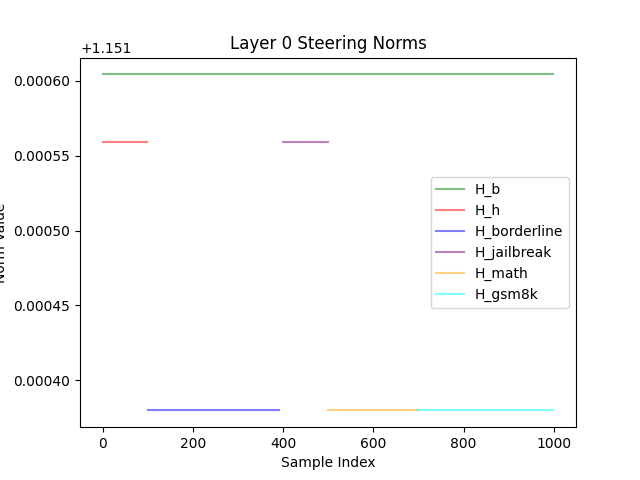 Layer 0 Steering Norms
+1.151
0.00060
0.00055
0.00050
0.00045
0.00040
Norm Value
H_b
H_h
H_borderline
H_jailbreak
H_math
H_gsm8k
0
200
400
600
800
1000
Sample Index